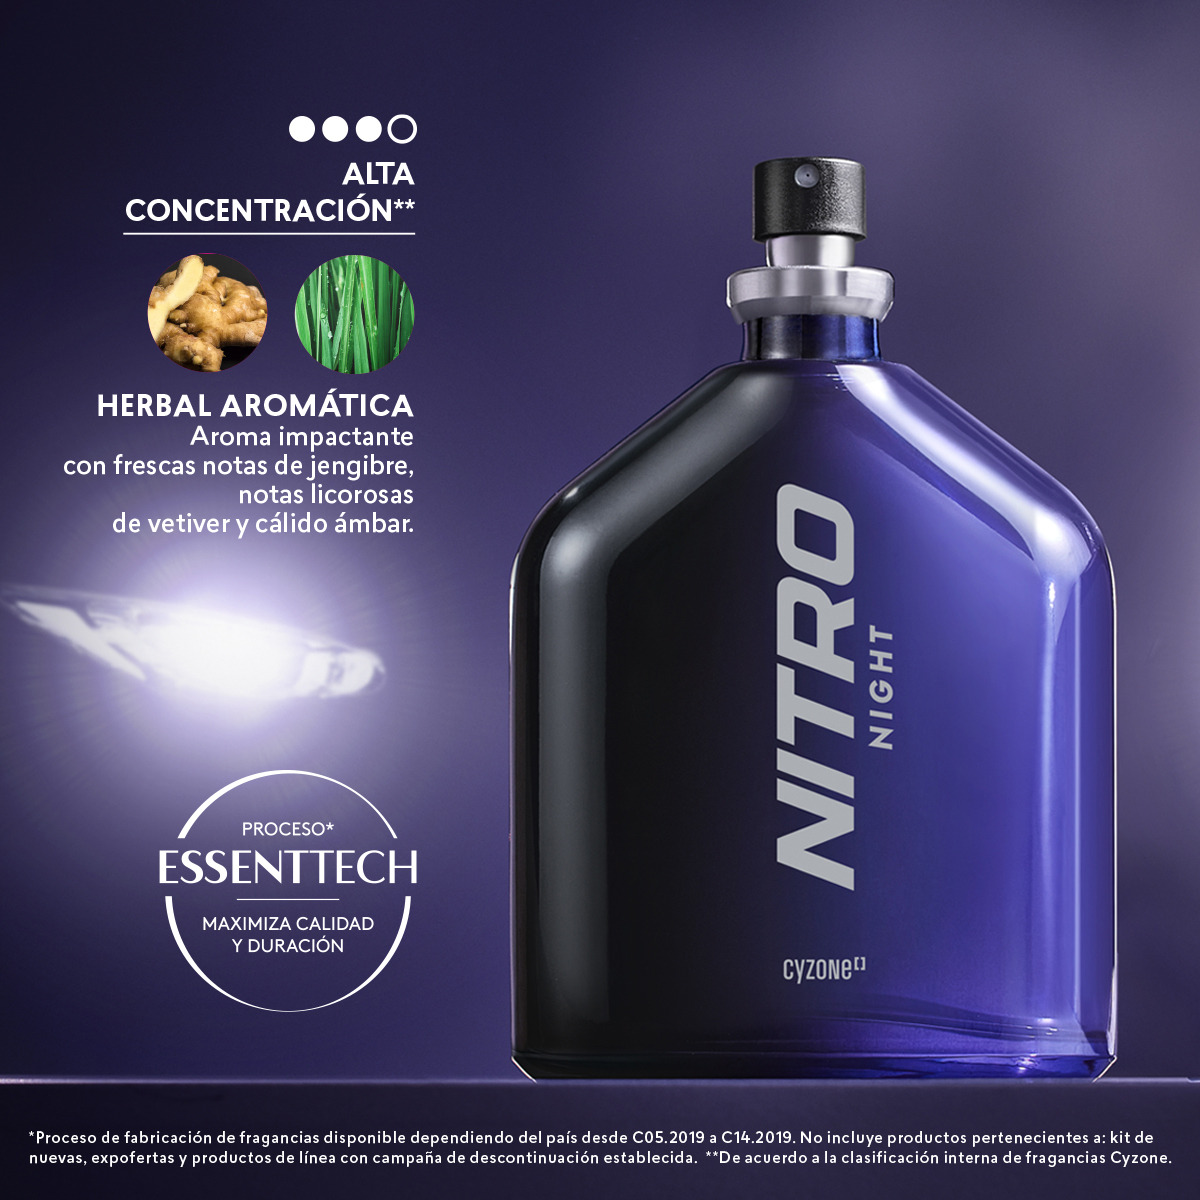 ALTA
CONCENTRACIÓN**
HERBAL AROMÁTICA
Aroma impactante
con frescas notas de jengibre,
notas licorosas
de vetiver y cálido ámbar.
PROCESO*
ESSENTTECH
MAXIMIZA CALIDAD
Y DURACIÓN
NITRO
NIGHT
cyzone[]
*Proceso de fabricación de fragancias disponible dependiendo del país desde C05.2019 a C14.2019. No incluye productos pertenecientes a: kit de
nuevas, expofertas y productos de línea con campaña de descontinuación establecida. **De acuerdo a la clasificación interna de fragancias Cyzone.